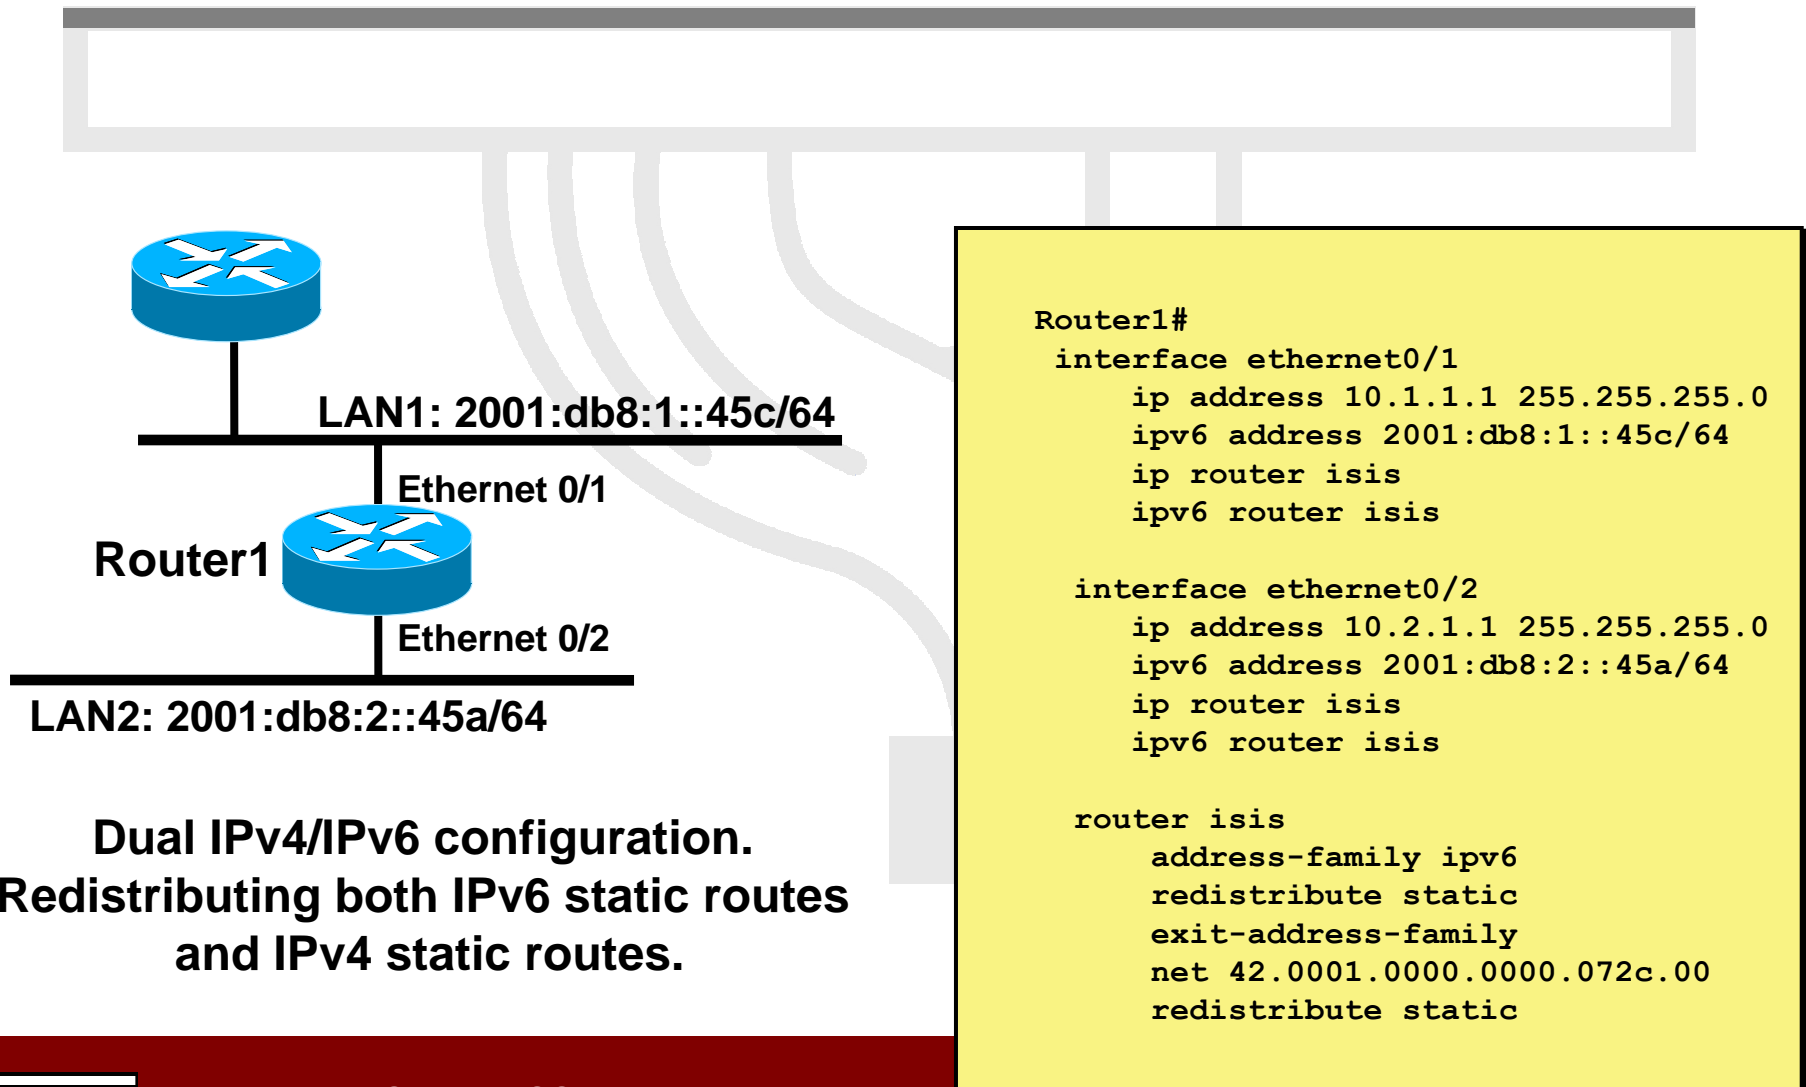 LAN1: 2001:db8:1::45c/64
Ethernet 0/1
Router1
Ethernet 0/2
LAN2: 2001:db8:2::45a/64
Dual IPv4/IPv6 configuration.
Redistributing both IPv6 static routes
and IPv4 static routes.
Router1#
interface ethernet0/1
ip address 10.1.1.1 255.255.255.0
ipv6 address 2001:db8:1::45c/64
ip router isis
ipv6 router isis
interface ethernet0/2
ip address 10.2.1.1 255.255.255.0
ipv6 address 2001:db8:2::45a/64
ip router isis
ipv6 router isis
router isis
address-family ipv6
redistribute static
exit-address-family
net 42.0001.0000.0000.072c.00
redistribute static